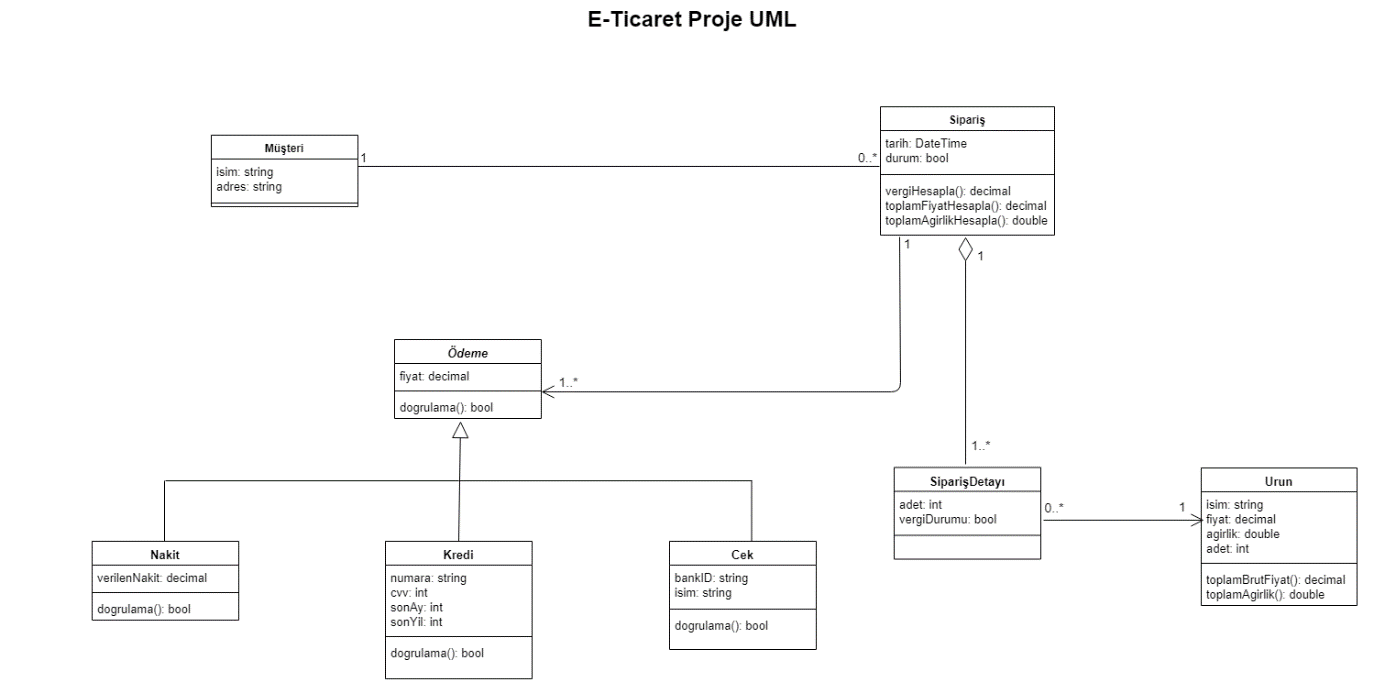 E-Ticaret Proje UML
Müşteri
isim: string
adres: string
1
0..*
Sipariş
tarih: DateTime
durum: bool
vergiHesapla(): decimal
toplamFiyatHesapla(): decimal
toplamAgirlikHesapla(): double
1
1
Ödeme
fiyat: decimal
dogrulama(): bool
1..*
1..*
SiparişDetayı
adet: int
vergiDurumu: bool
0..*
1
Urun
isim: string
fiyat: decimal
agirlik: double
adet: int
toplamBrutFiyat(): decimal
toplamAgirlik(): double
Nakit
verilenNakit: decimal
dogrulama(): bool
Kredi
numara: string
cvv: int
sonAy: int
sonYil: int
dogrulama(): bool
Cek
bankID: string
isim: string
dogrulama(): bool